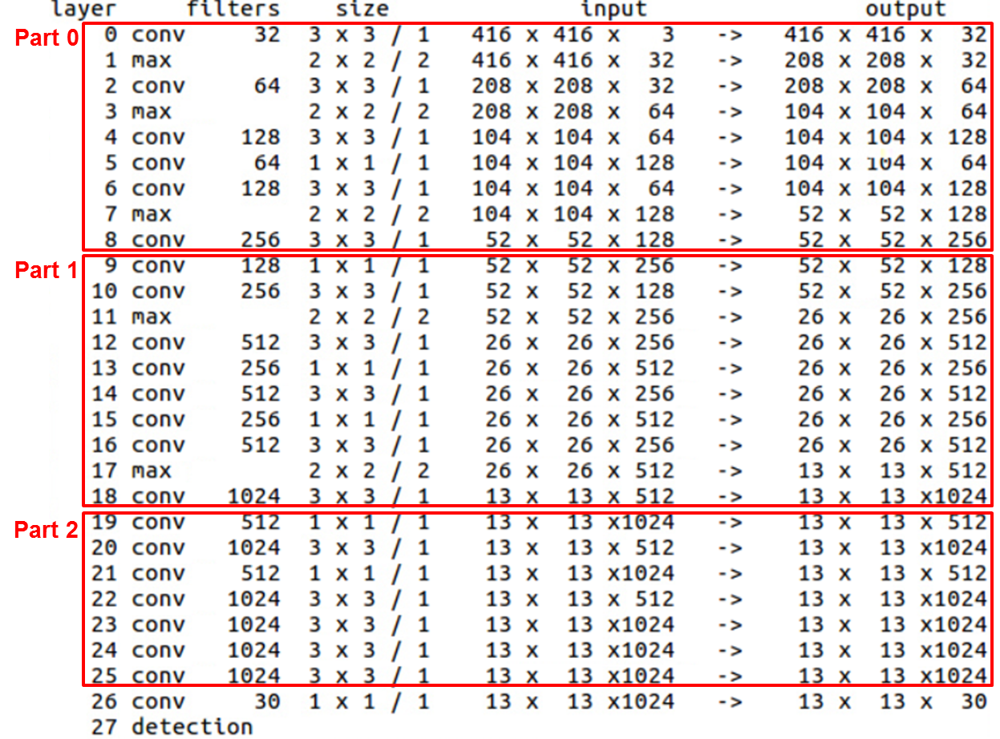 layer filters size input output
Part 0 0 conv 32 3 x 3 / 1 416 x 416 x 3 -> 416 x 416 x 32
1 max 2 x 2 / 2 416 x 416 x 32 -> 208 x 208 x 32
2 conv 64 3 x 3 / 1 208 x 208 x 32 -> 208 x 208 x 64
3 max 2 x 2 / 2 208 x 208 x 64 -> 104 x 104 x 64
4 conv 128 3 x 3 / 1 104 x 104 x 64 -> 104 x 104 x 128
5 conv 64 1 x 1 / 1 104 x 104 x 128 -> 104 x 104 x 64
6 conv 128 3 x 3 / 1 104 x 104 x 64 -> 104 x 104 x 128
7 max 2 x 2 / 2 104 x 104 x 128 -> 52 x 52 x 128
8 conv 256 3 x 3 / 1 52 x 52 x 128 -> 52 x 52 x 256
Part 1 9 conv 128 1 x 1 / 1 52 x 52 x 256 -> 52 x 52 x 128
10 conv 256 3 x 3 / 1 52 x 52 x 128 -> 52 x 52 x 256
11 max 2 x 2 / 2 52 x 52 x 256 -> 26 x 26 x 256
12 conv 512 3 x 3 / 1 26 x 26 x 256 -> 26 x 26 x 512
13 conv 256 1 x 1 / 1 26 x 26 x 512 -> 26 x 26 x 256
14 conv 512 3 x 3 / 1 26 x 26 x 256 -> 26 x 26 x 512
15 conv 256 1 x 1 / 1 26 x 26 x 512 -> 26 x 26 x 256
16 conv 512 3 x 3 / 1 26 x 26 x 256 -> 26 x 26 x 512
17 max 2 x 2 / 2 26 x 26 x 512 -> 13 x 13 x 512
18 conv 1024 3 x 3 / 1 13 x 13 x 512 -> 13 x 13 x1024
Part 2 19 conv 512 1 x 1 / 1 13 x 13 x1024 -> 13 x 13 x 512
20 conv 1024 3 x 3 / 1 13 x 13 x 512 -> 13 x 13 x1024
21 conv 512 1 x 1 / 1 13 x 13 x1024 -> 13 x 13 x 512
22 conv 1024 3 x 3 / 1 13 x 13 x 512 -> 13 x 13 x1024
23 conv 1024 3 x 3 / 1 13 x 13 x1024 -> 13 x 13 x1024
24 conv 1024 3 x 3 / 1 13 x 13 x1024 -> 13 x 13 x1024
25 conv 1024 3 x 3 / 1 13 x 13 x1024 -> 13 x 13 x1024
26 conv 30 1 x 1 / 1 13 x 13 x1024 -> 13 x 13 x 30
27 detection